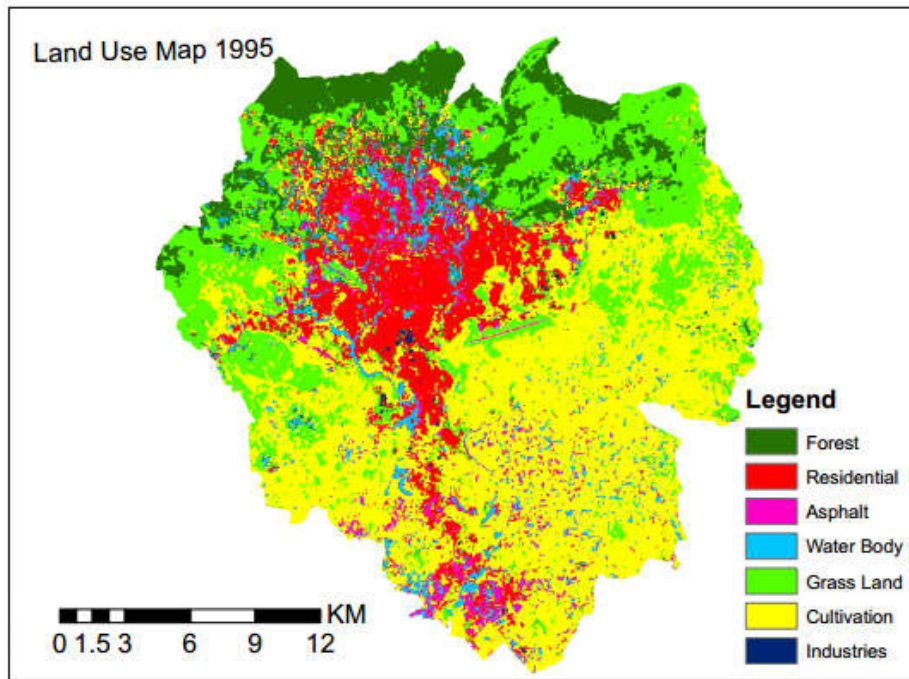 Land Use Map 1995
Legend
Forest
Residential
Asphalt
Water Body
Grass Land
Cultivation
Industries
KM
0 1.5 3 6 9 12